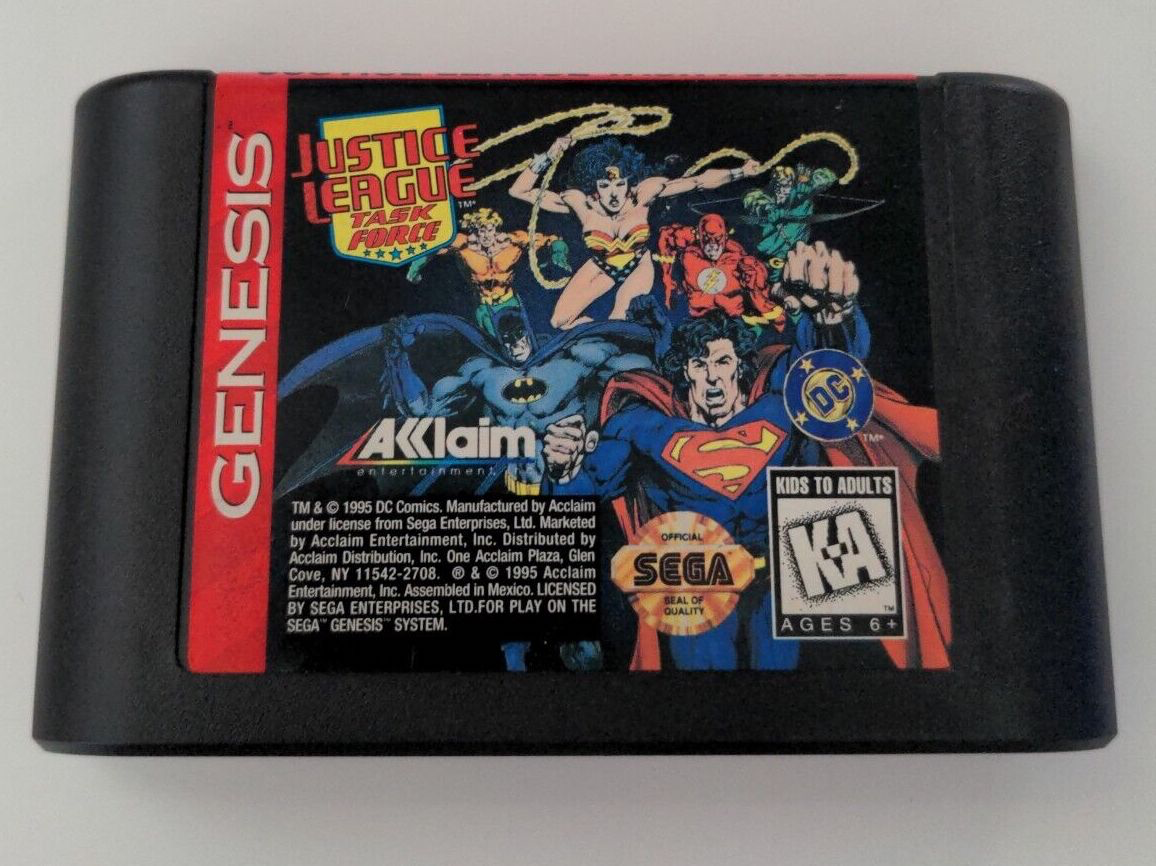 GENESIS
JUSTICE
LEAGUE
TASK
FORCE
TM*
G
DC
TM*
AKKlaim
entertainment,
KIDS TO ADULTS
K-A
TM
AGES 6+
OFFICIAL
SEGA
SEAL OF
QUALITY
TM & © 1995 DC Comics. Manufactured by Acclaim
under license from Sega Enterprises, Ltd. Marketed
by Acclaim Entertainment, Inc. Distributed by
Acclaim Distribution, Inc. One Acclaim Plaza, Glen
Cove, NY 11542-2708. ® & © 1995 Acclaim
Entertainment, Inc. Assembled in Mexico. LICENSED
BY SEGA ENTERPRISES, LTD.FOR PLAY ON THE
SEGA™ GENESIS™ SYSTEM.